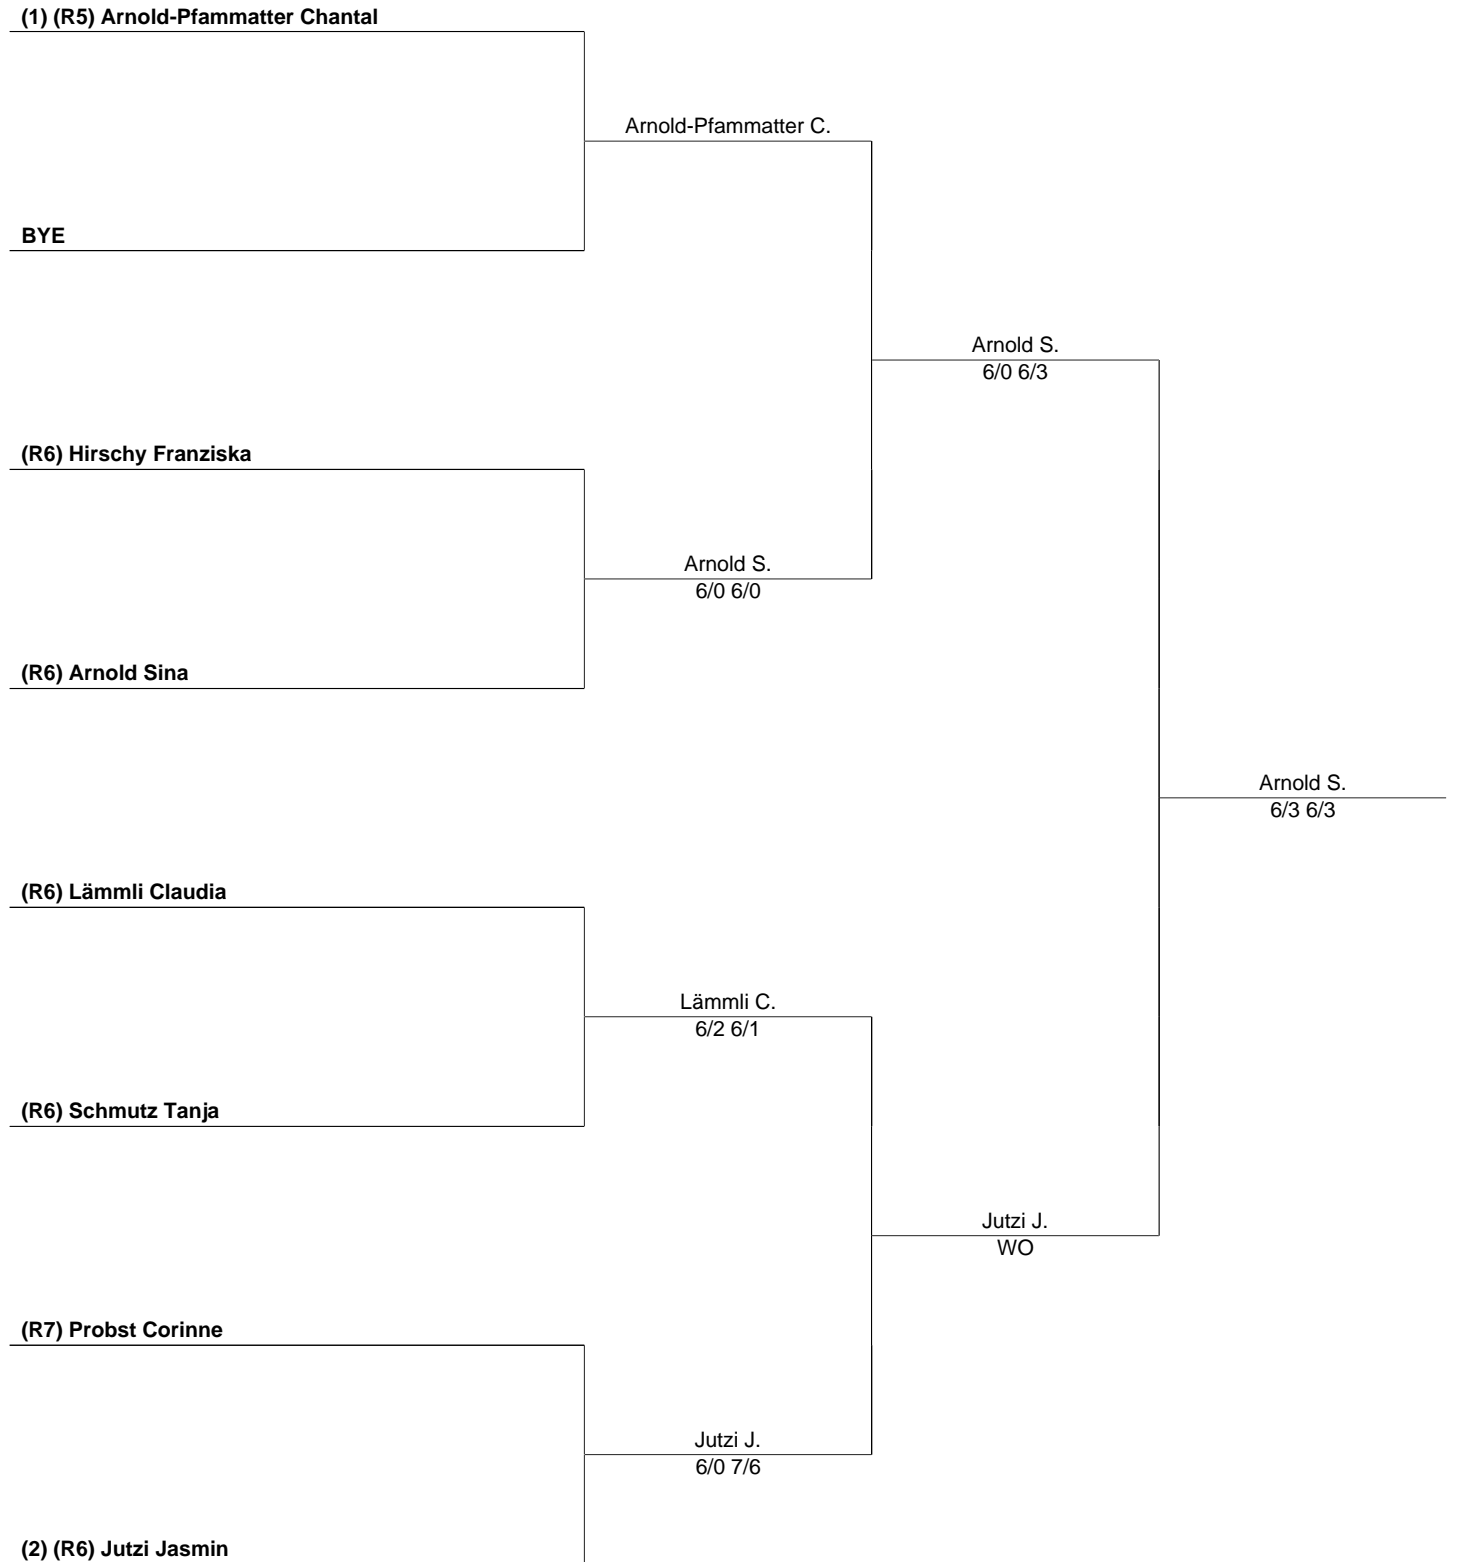 (1) (R5) Arnold-Pfammatter Chantal
Arnold-Pfammatter C.
BYE
Arnold S.
6/0 6/3
(R6) Hirschy Franziska
Arnold S.
6/0 6/0
(R6) Arnold Sina
Arnold S.
6/3 6/3
(R6) Lämmli Claudia
Lämmli C.
6/2 6/1
(R6) Schmutz Tanja
Jutzi J.
WO
(R7) Probst Corinne
Jutzi J.
6/0 7/6
(2) (R6) Jutzi Jasmin